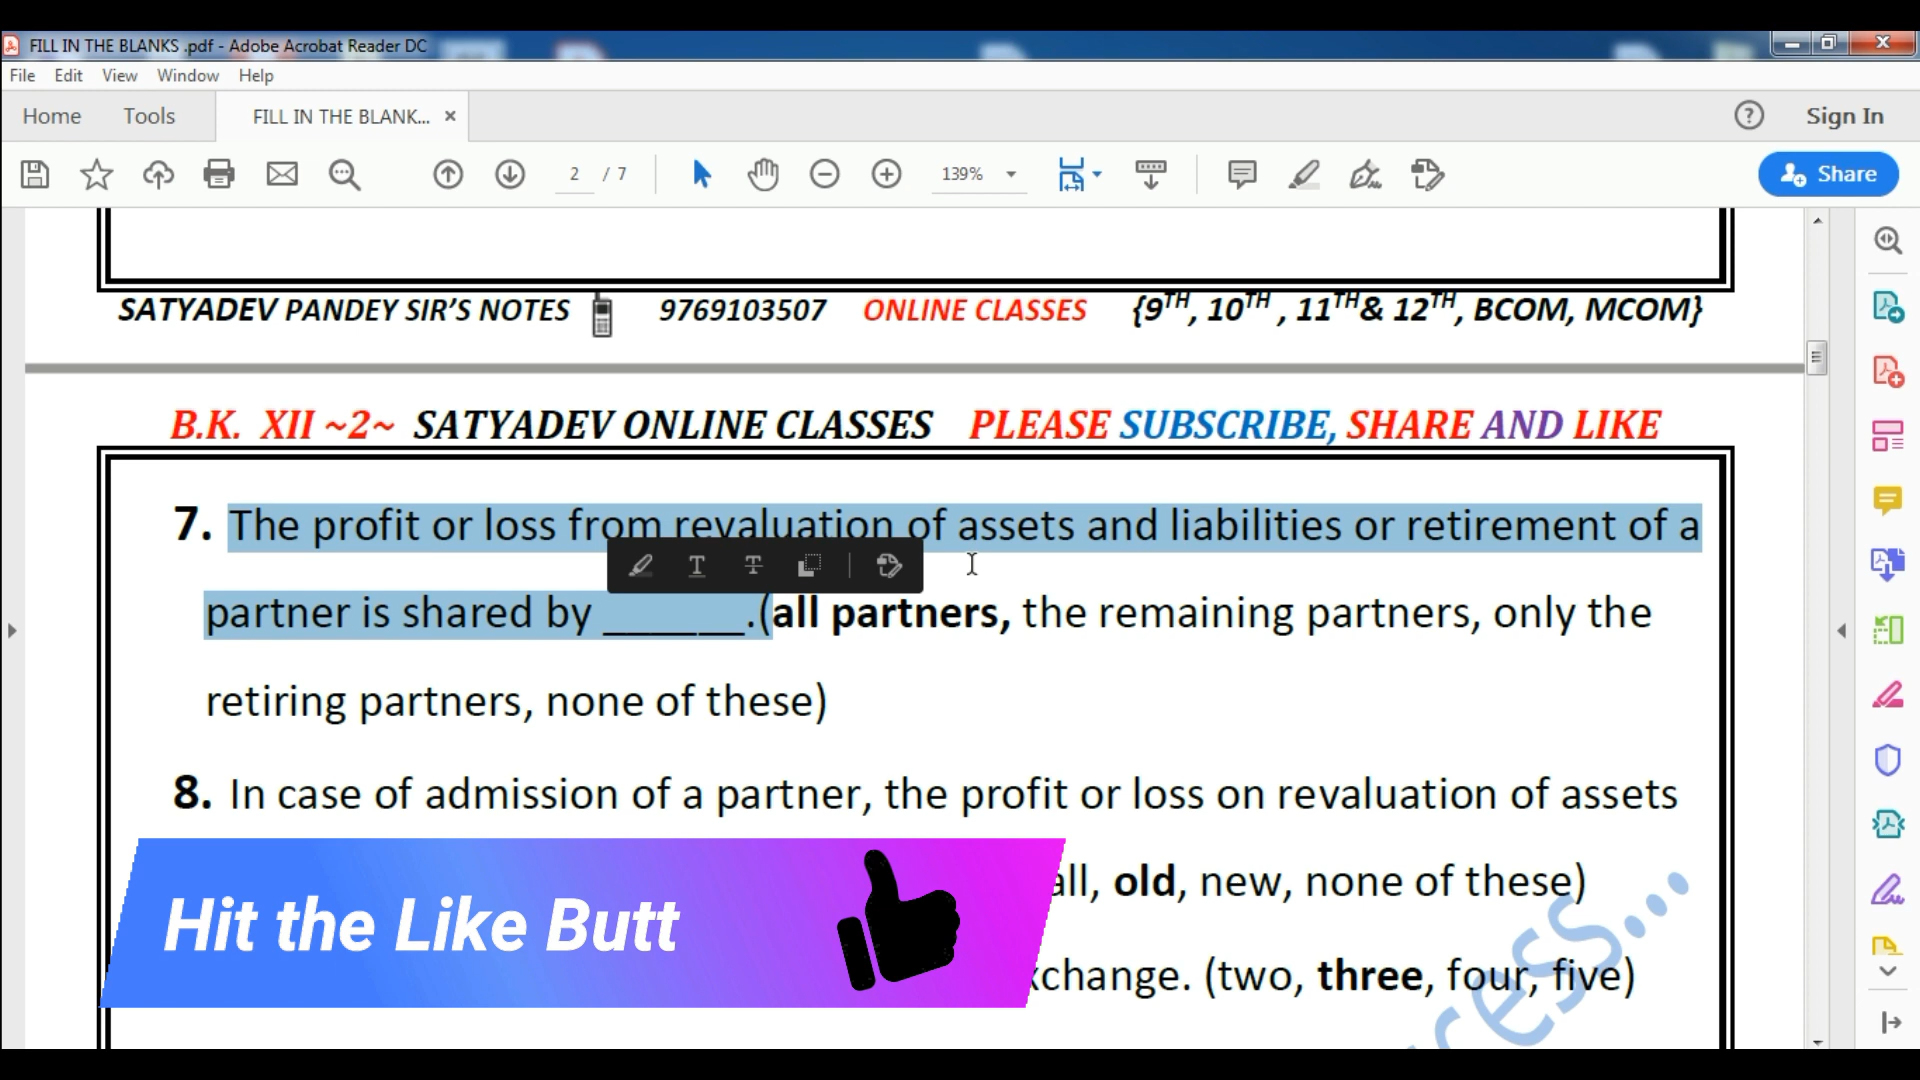 FILL IN THE BLANKS .pdf - Adobe Acrobat Reader DC
File Edit View Window Help
Home Tools FILL IN THE BLANK... × Sign In
2 / 7 139% Share
SATYADEV PANDEY SIR'S NOTES 9769103507 ONLINE CLASSES {9TH, 10TH , 11TH& 12TH, BCOM, MCOM}
B.K. XII ~2~ SATYADEV ONLINE CLASSES PLEASE SUBSCRIBE, SHARE AND LIKE
7. The profit or loss from revaluation of assets and liabilities or retirement of a
partner is shared by ______.(all partners, the remaining partners, only the
retiring partners, none of these)
8. In case of admission of a partner, the profit or loss on revaluation of assets
all, old, new, none of these)
Hit the Like Butt
xchange. (two, three, four, five)